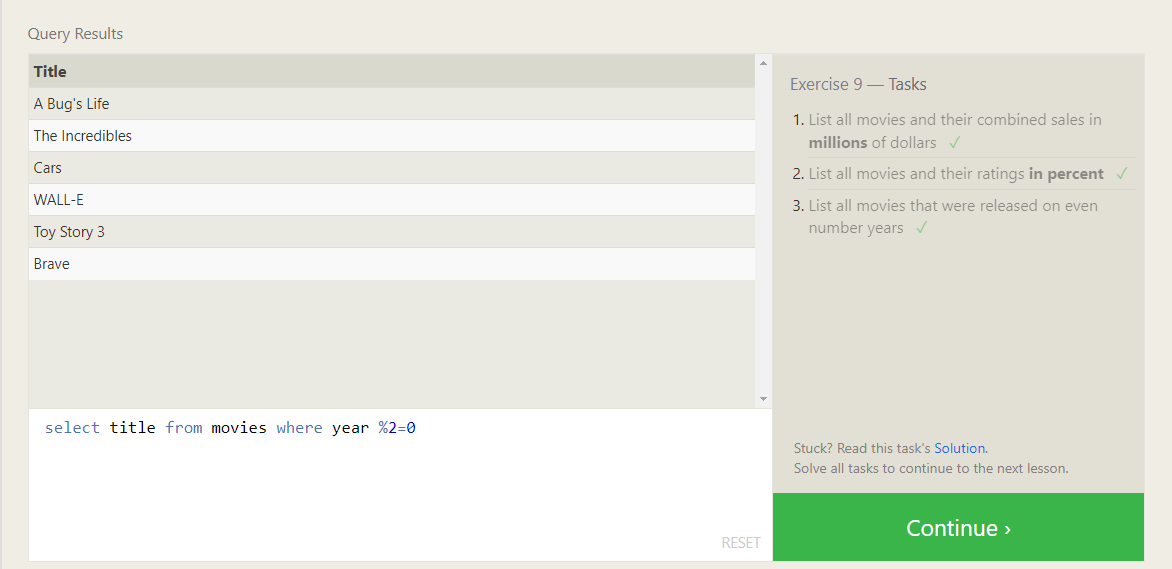 Query Results
Title
A Bug's Life
The Incredibles
Cars
WALL-E
Toy Story 3
Brave
select title from movies where year %2=0
RESET
Exercise 9 — Tasks
1. List all movies and their combined sales in
millions of dollars ✓
2. List all movies and their ratings in percent ✓
3. List all movies that were released on even
number years ✓
Stuck? Read this task's Solution.
Solve all tasks to continue to the next lesson.
Continue ›